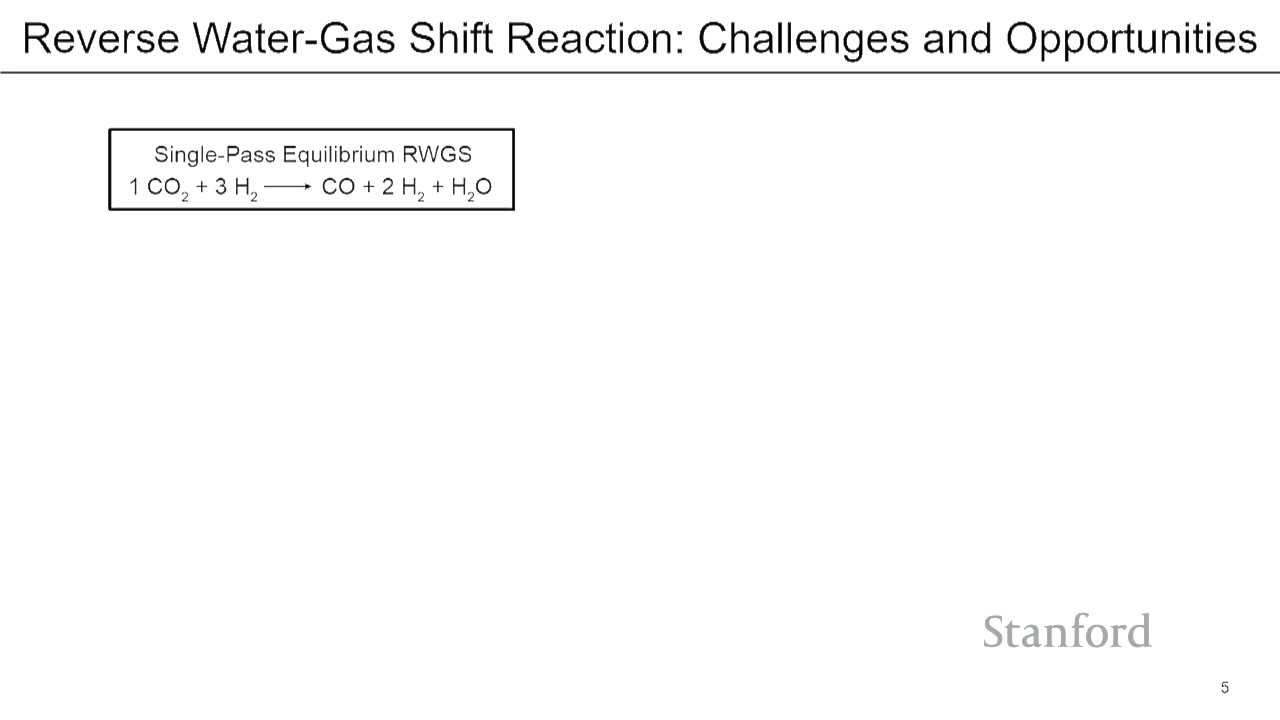 Reverse Water-Gas Shift Reaction: Challenges and Opportunities
Single-Pass Equilibrium RWGS
1 CO₂ + 3 H₂ ⟶ CO + 2 H₂ + H₂O
Stanford
5